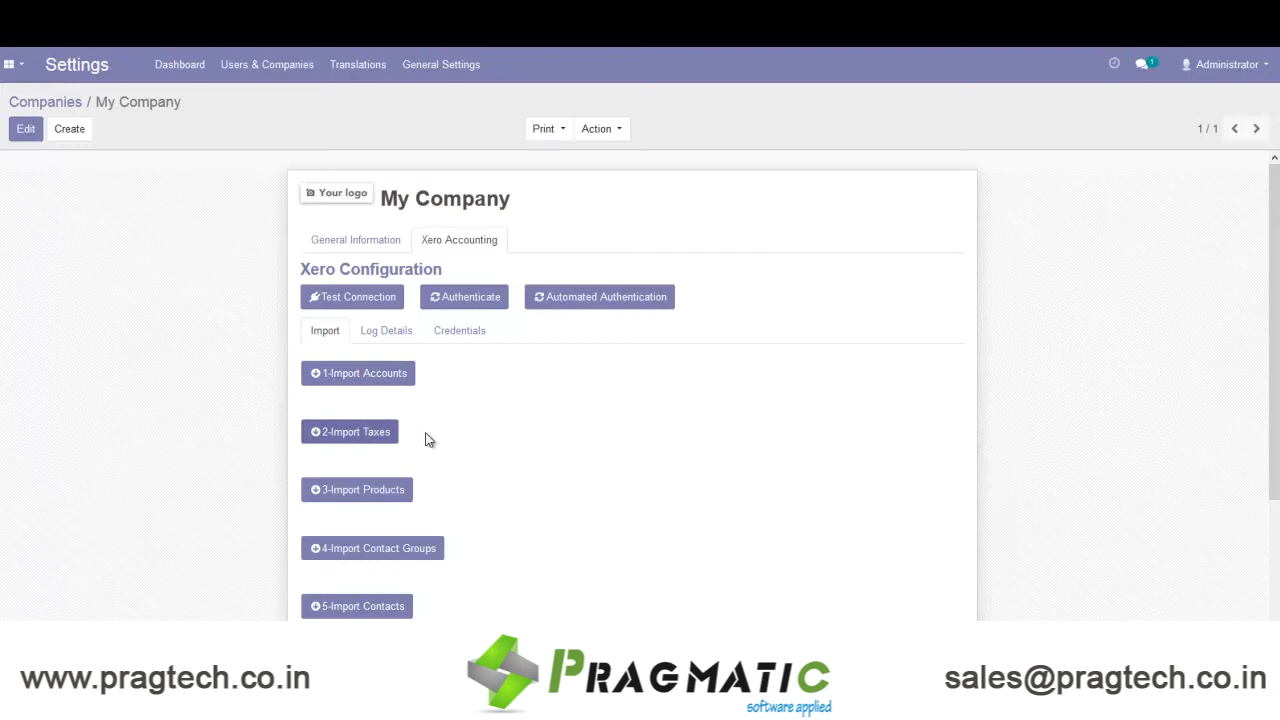 Settings Dashboard Users & Companies Translations General Settings 1 Administrator
Companies / My Company
Edit Create Print Action 1 / 1
Your logo My Company
General Information Xero Accounting
Xero Configuration
Test Connection Authenticate Automated Authentication
Import Log Details Credentials
1-Import Accounts
2-Import Taxes
3-Import Products
4-Import Contact Groups
5-Import Contacts
www.pragtech.co.in PRAGMATIC sales@pragtech.co.in
software applied